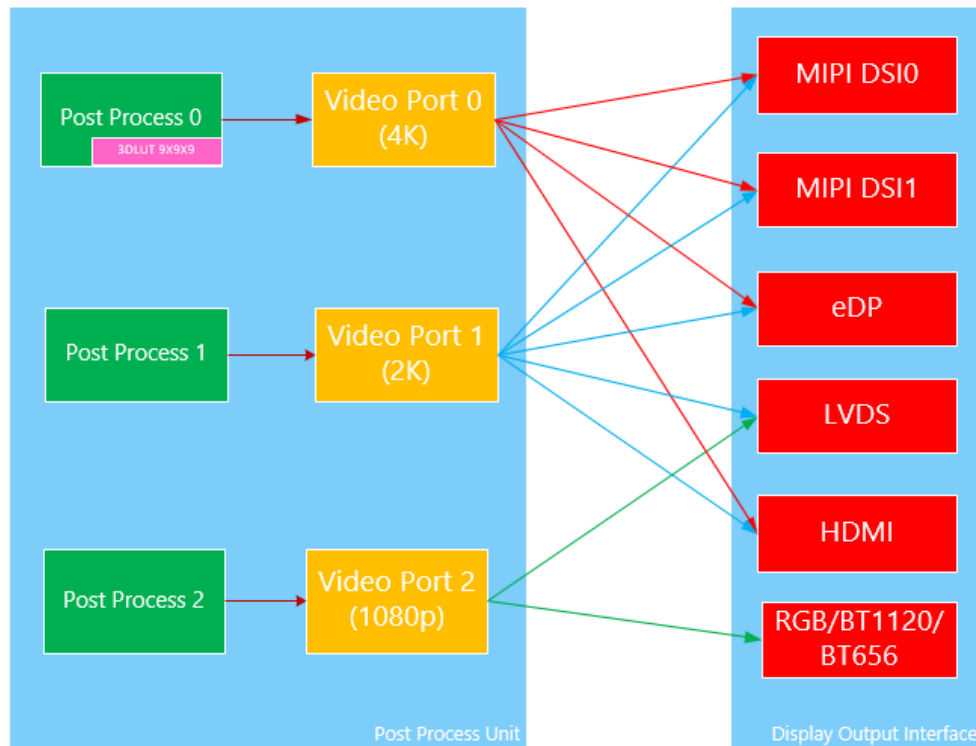 Post Process 0
3DLUT 9X9X9
Video Port 0
(4K)
MIPI DSI0
MIPI DSI1
eDP
Post Process 1
Video Port 1
(2K)
LVDS
HDMI
Post Process 2
Video Port 2
(1080p)
RGB/BT1120/
BT656
Post Process Unit
Display Output Interface